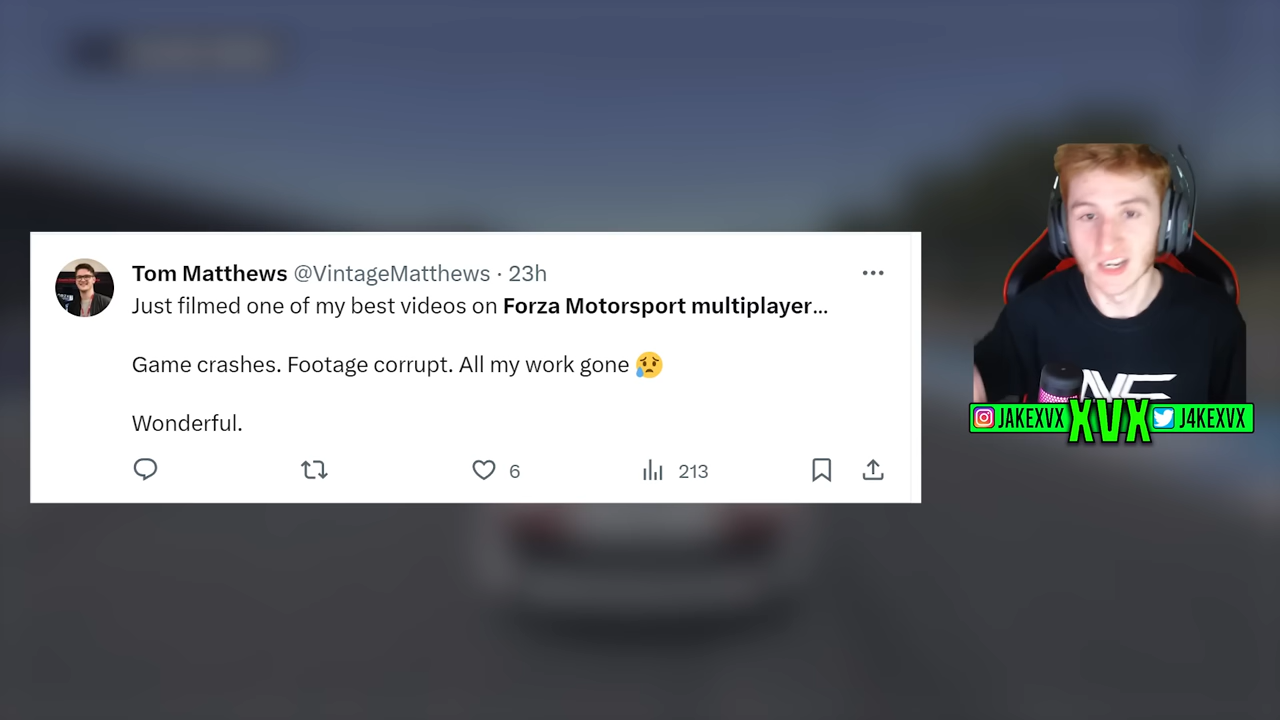 Tom Matthews @VintageMatthews · 23h
Just filmed one of my best videos on Forza Motorsport multiplayer...
Game crashes. Footage corrupt. All my work gone 😥
Wonderful.
6 213
JAKEXVX XVX J4KEXVX